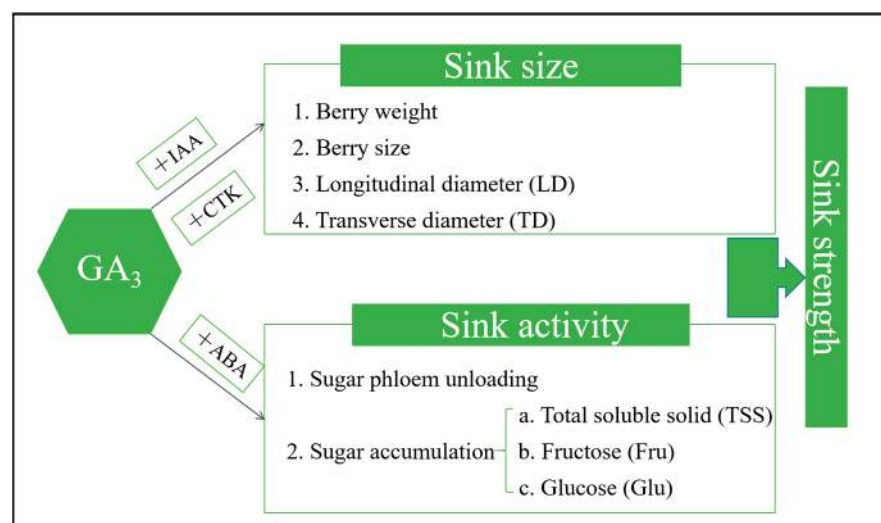 Sink size
1. Berry weight
2. Berry size
3. Longitudinal diameter (LD)
4. Transverse diameter (TD)
+IAA
+CTK
GA₃
+ABA
Sink activity
1. Sugar phloem unloading
2. Sugar accumulation
a. Total soluble solid (TSS)
b. Fructose (Fru)
c. Glucose (Glu)
Sink strength